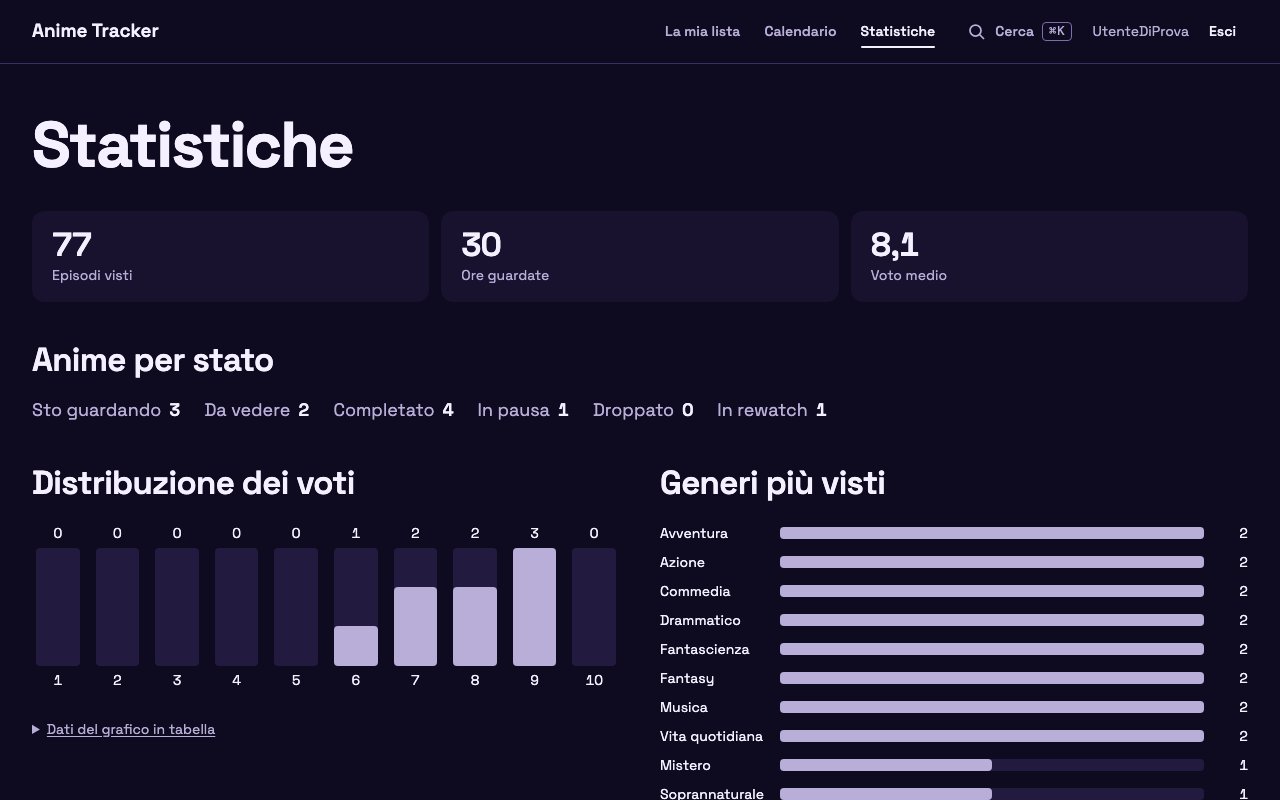 Anime Tracker
La mia lista Calendario Statistiche Cerca ⌘K UtenteDiProva Esci
Statistiche
77
Episodi visti
30
Ore guardate
8,1
Voto medio
Anime per stato
Sto guardando 3 Da vedere 2 Completato 4 In pausa 1 Droppato 0 In rewatch 1
Distribuzione dei voti
0 0 0 0 0 1 2 2 3 0
1 2 3 4 5 6 7 8 9 10
Dati del grafico in tabella
Generi più visti
Avventura 2
Azione 2
Commedia 2
Drammatico 2
Fantascienza 2
Fantasy 2
Musica 2
Vita quotidiana 2
Mistero 1
Soprannaturale 1